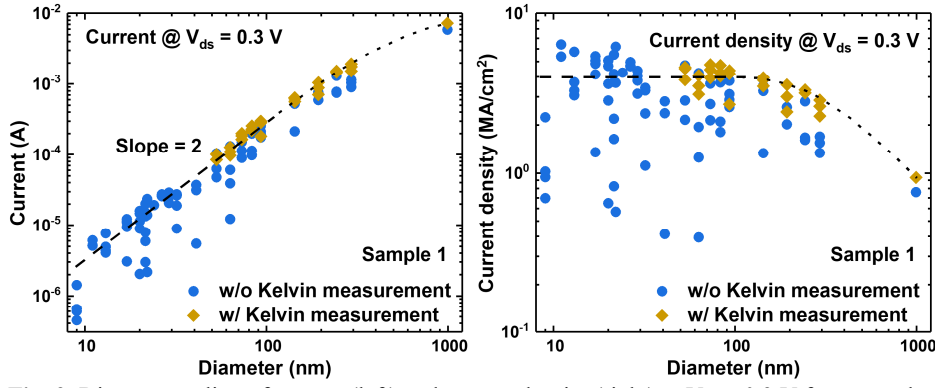 Current @ Vds = 0.3 V
Slope = 2
Sample 1
w/o Kelvin measurement
w/ Kelvin measurement
Current (A)
10-2
10-3
10-4
10-5
10-6
10
100
1000
Diameter (nm)
Current density @ Vds = 0.3 V
Sample 1
w/o Kelvin measurement
w/ Kelvin measurement
Current density (MA/cm2)
101
100
10-1
10
100
1000
Diameter (nm)